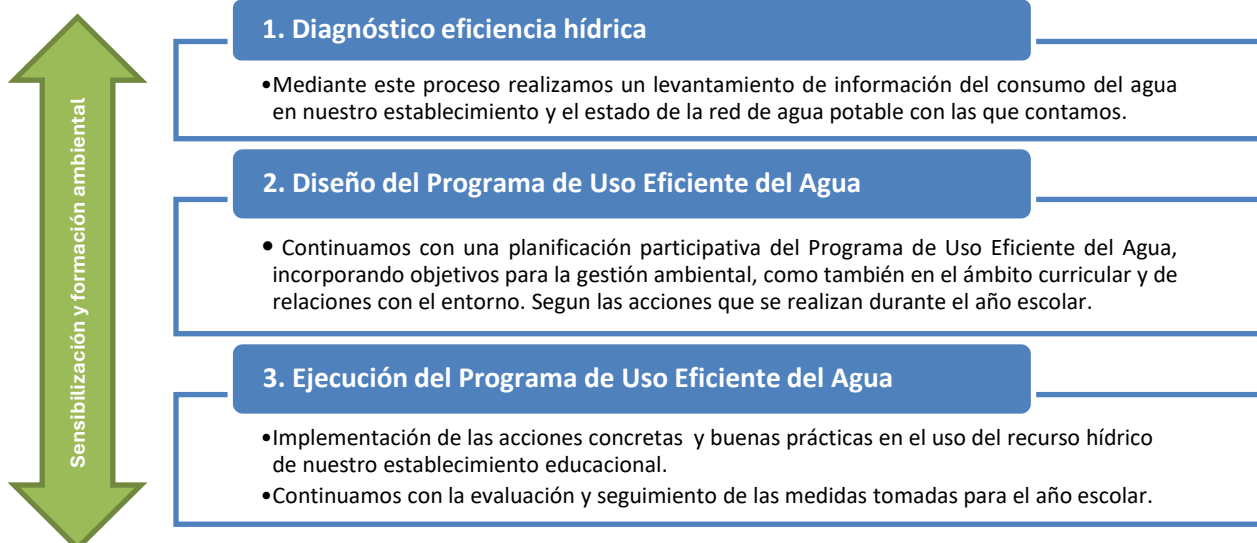 Sensibilización y formación ambiental
1. Diagnóstico eficiencia hídrica
•Mediante este proceso realizamos un levantamiento de información del consumo del agua
en nuestro establecimiento y el estado de la red de agua potable con las que contamos.
2. Diseño del Programa de Uso Eficiente del Agua
• Continuamos con una planificación participativa del Programa de Uso Eficiente del Agua,
incorporando objetivos para la gestión ambiental, como también en el ámbito curricular y de
relaciones con el entorno. Segun las acciones que se realizan durante el año escolar.
3. Ejecución del Programa de Uso Eficiente del Agua
•Implementación de las acciones concretas y buenas prácticas en el uso del recurso hídrico
de nuestro establecimiento educacional.
•Continuamos con la evaluación y seguimiento de las medidas tomadas para el año escolar.